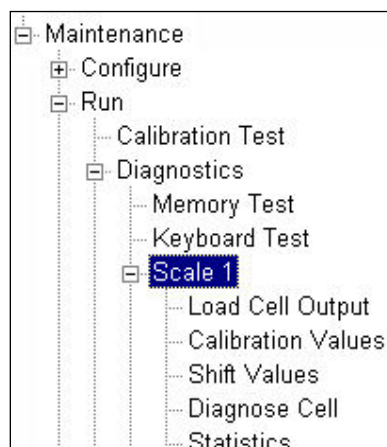 Maintenance
Configure
Run
Calibration Test
Diagnostics
Memory Test
Keyboard Test
Scale 1
Load Cell Output
Calibration Values
Shift Values
Diagnose Cell
Statistics